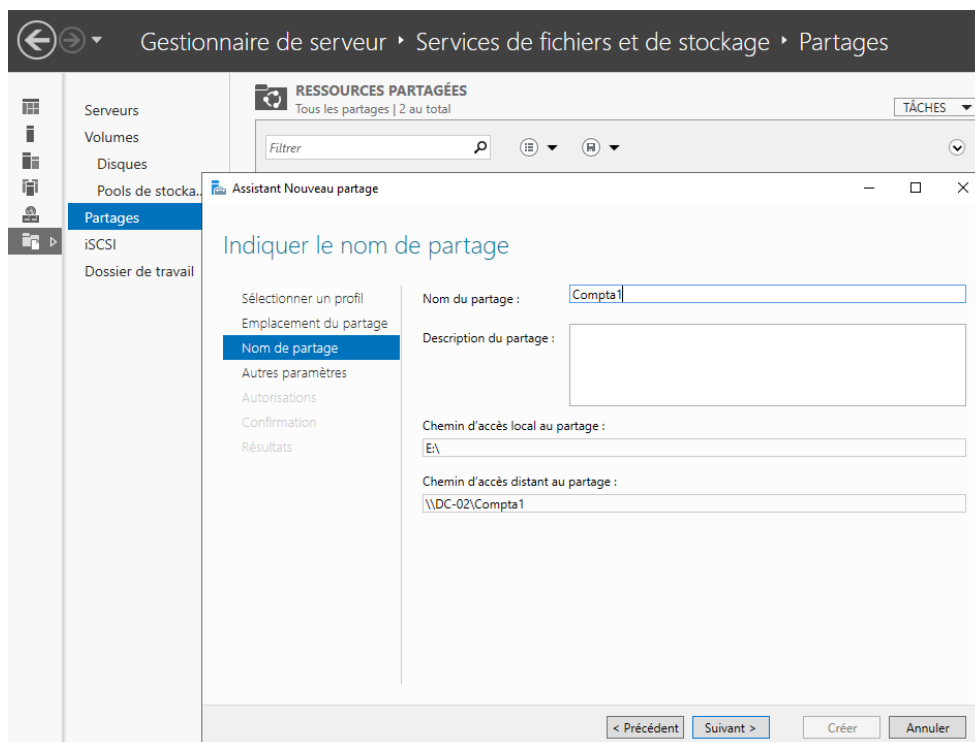 Gestionnaire de serveur ‣ Services de fichiers et de stockage ‣ Partages
Serveurs
Volumes
Disques
Pools de stocka...
Partages
iSCSI
Dossier de travail
RESSOURCES PARTAGÉES
Tous les partages | 2 au total
TÂCHES
Filtrer
Assistant Nouveau partage
Indiquer le nom de partage
Sélectionner un profil
Emplacement du partage
Nom de partage
Autres paramètres
Autorisations
Confirmation
Résultats
Nom du partage :
Compta1
Description du partage :
Chemin d'accès local au partage :
E:\
Chemin d'accès distant au partage :
\\DC-02\Compta1
< Précédent
Suivant >
Créer
Annuler